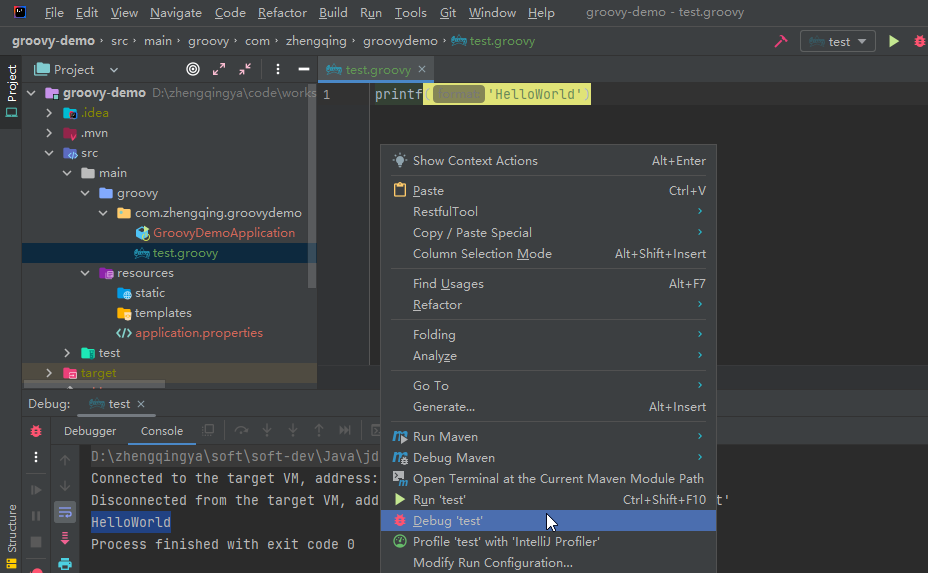 File Edit View Navigate Code Refactor Build Run Tools Git Window Help groovy-demo - test.groovy
groovy-demo › src › main › groovy › com › zhengqing › groovydemo › test.groovy test
Project
Project
test.groovy
1
printf( 'HelloWorld')
groovy-demo D:\zhengqingya\code\works
.idea
.mvn
src
main
groovy
com.zhengqing.groovydemo
GroovyDemoApplication
test.groovy
resources
static
templates
application.properties
test
target
Show Context Actions Alt+Enter
Paste Ctrl+V
RestfulTool
Copy / Paste Special
Column Selection Mode Alt+Shift+Insert
Find Usages Alt+F7
Refactor
Folding
Analyze
Go To
Generate... Alt+Insert
Run Maven
Debug Maven
Open Terminal at the Current Maven Module Path
Run 'test' Ctrl+Shift+F10
Debug 'test'
Profile 'test' with 'IntelliJ Profiler'
Modify Run Configuration...
Debug: test
Debugger Console
D:\zhengqingya\soft\soft-dev\Java\jd
Connected to the target VM, address:
Disconnected from the target VM, add t'
HelloWorld
Process finished with exit code 0
Structure